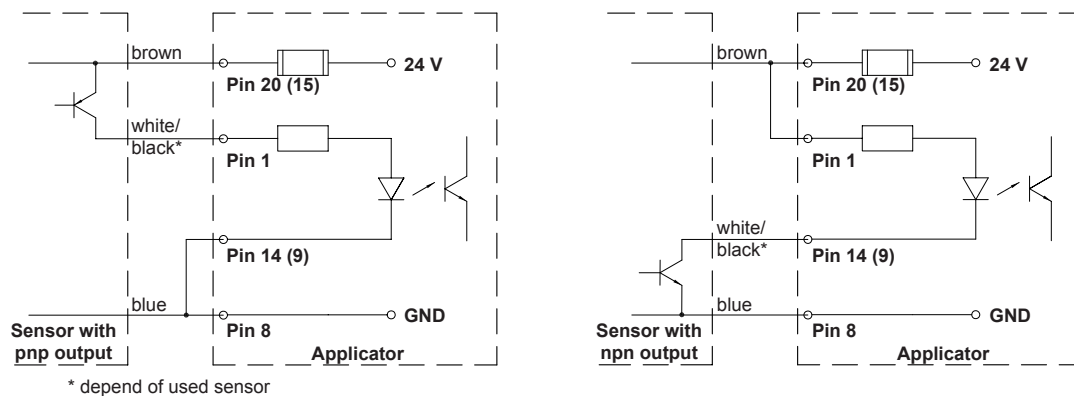 brown
24 V
Pin 20 (15)
white/
black*
Pin 1
Pin 14 (9)
blue
GND
Pin 8
Sensor with
pnp output
Applicator
* depend of used sensor
brown
24 V
Pin 20 (15)
Pin 1
white/
black*
Pin 14 (9)
blue
GND
Pin 8
Sensor with
npn output
Applicator